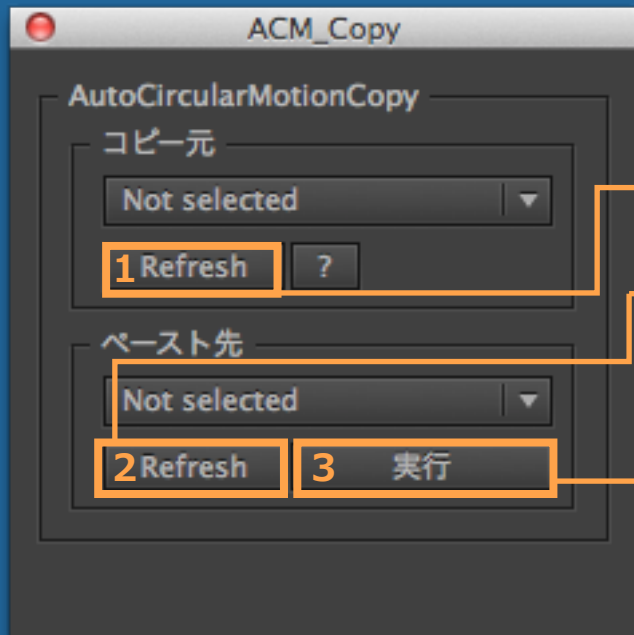 ACM_Copy
AutoCircularMotionCopy
コピー元
Not selected
1 Refresh ?
ペースト先
Not selected
2 Refresh 3 実行